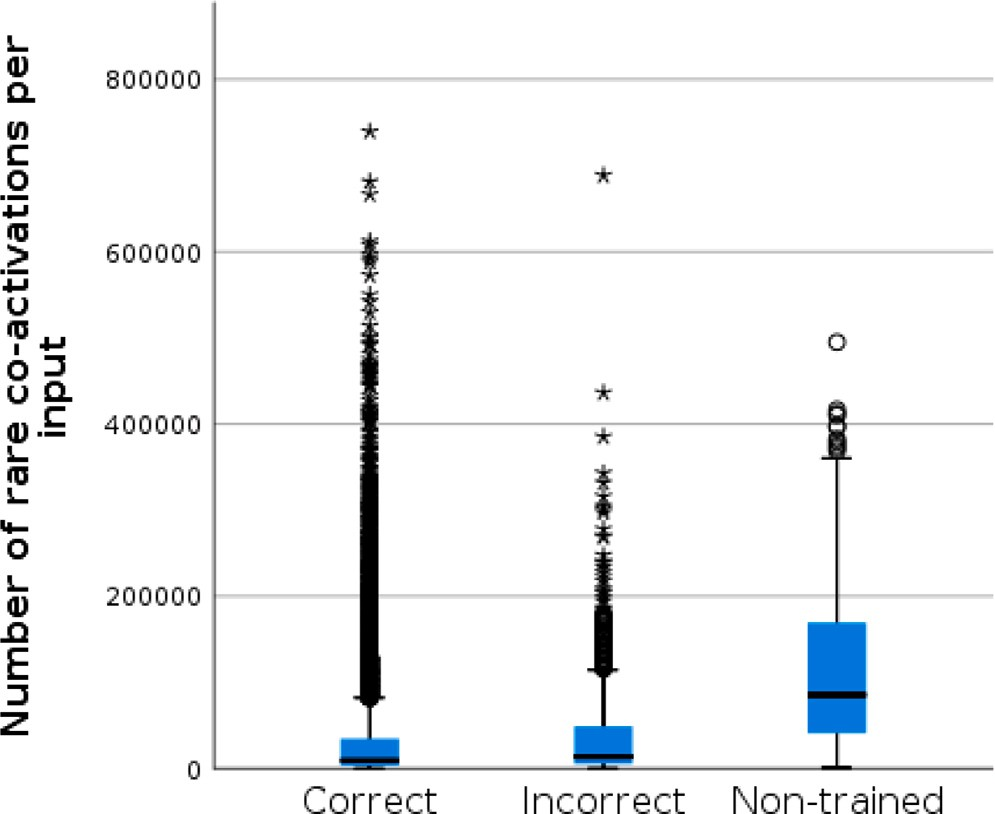 Number of rare co-activations per
input
800000
600000
400000
200000
0
Correct
Incorrect
Non-trained